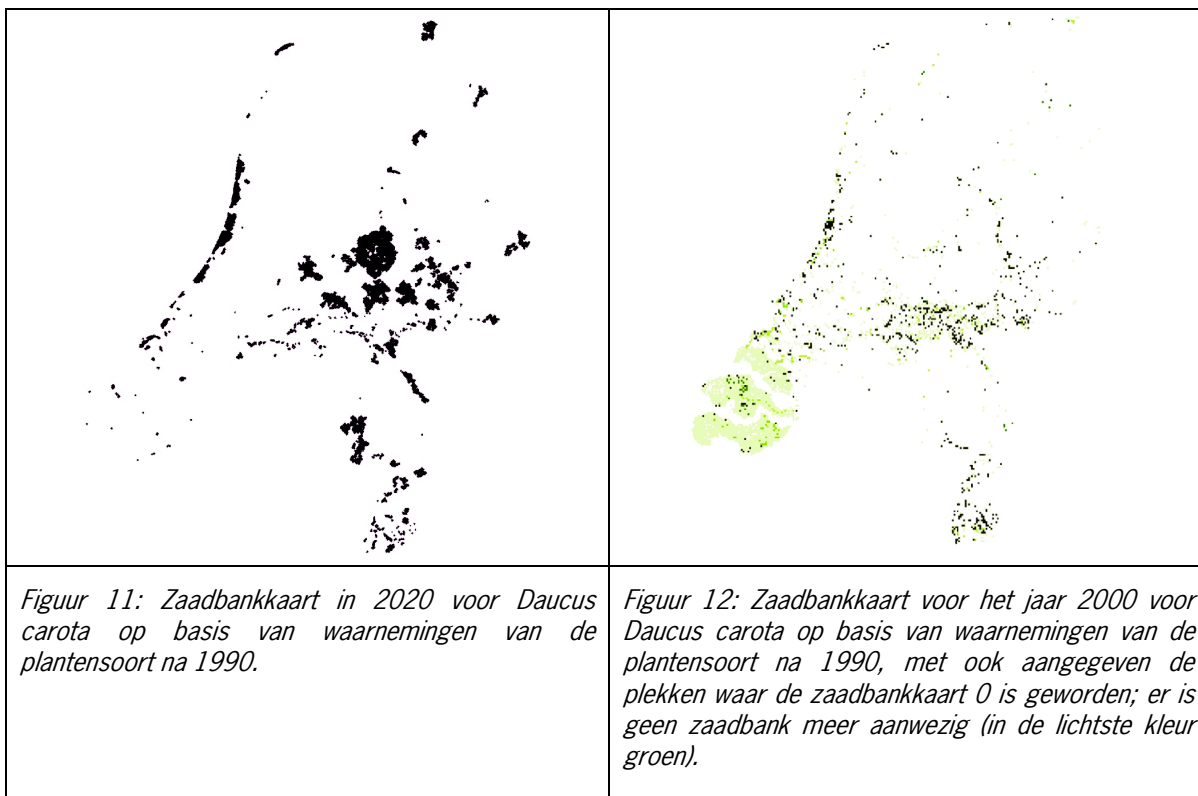 Figuur 11: Zaadbankkaart in 2020 voor Daucus
carota op basis van waarnemingen van de
plantensoort na 1990.
Figuur 12: Zaadbankkaart voor het jaar 2000 voor
Daucus carota op basis van waarnemingen van de
plantensoort na 1990, met ook aangegeven de
plekken waar de zaadbankkaart 0 is geworden; er is
geen zaadbank meer aanwezig (in de lichtste kleur
groen).